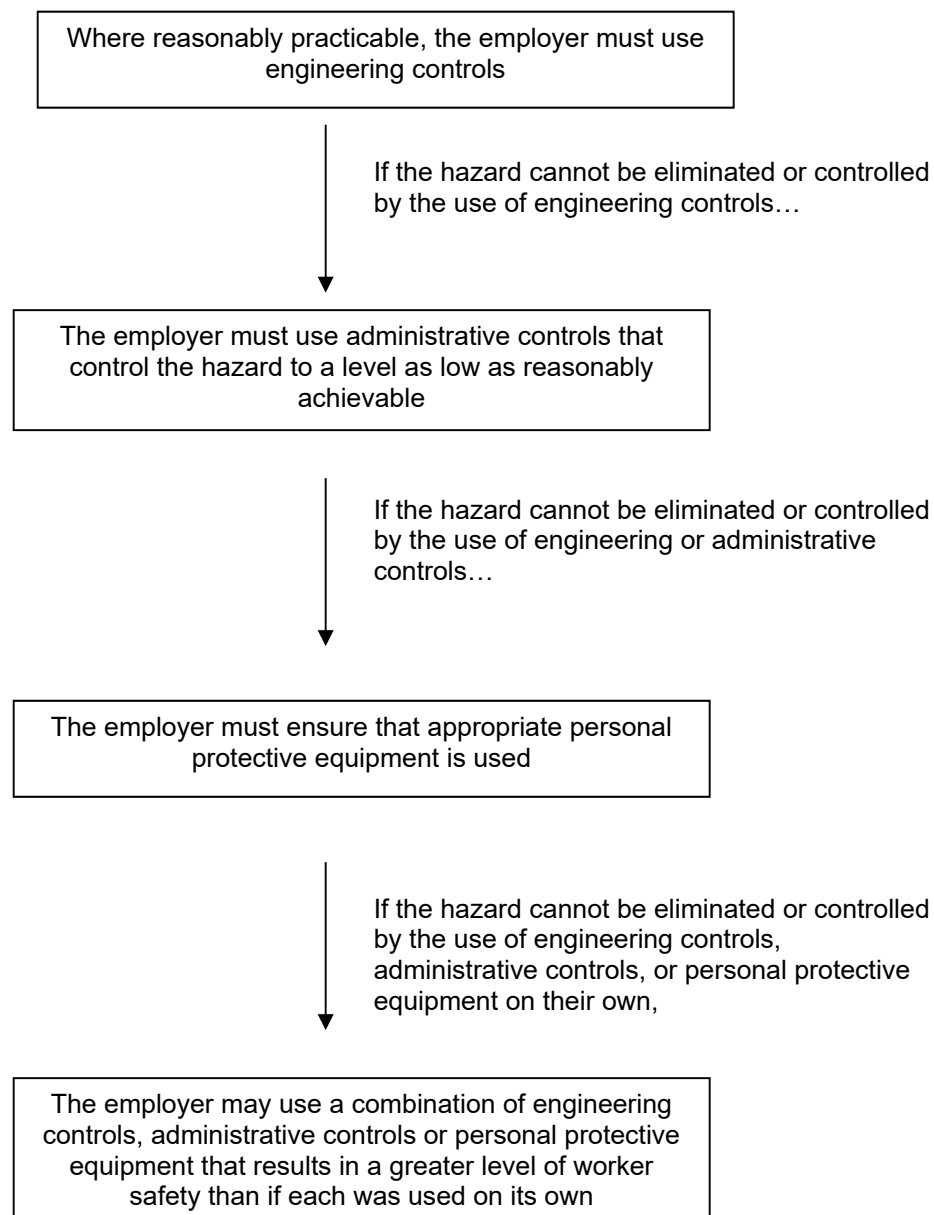 Where reasonably practicable, the employer must use
engineering controls
If the hazard cannot be eliminated or controlled
by the use of engineering controls…
The employer must use administrative controls that
control the hazard to a level as low as reasonably
achievable
If the hazard cannot be eliminated or controlled
by the use of engineering or administrative
controls…
The employer must ensure that appropriate personal
protective equipment is used
If the hazard cannot be eliminated or controlled
by the use of engineering controls,
administrative controls, or personal protective
equipment on their own,
The employer may use a combination of engineering
controls, administrative controls or personal protective
equipment that results in a greater level of worker
safety than if each was used on its own